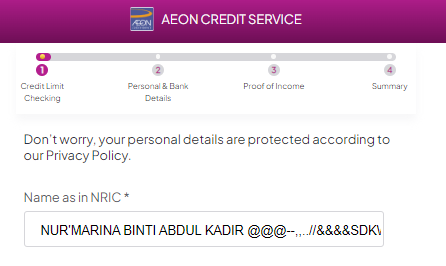 AEON CREDIT SERVICE
1 2 3 4
Credit Limit Checking
Personal & Bank Details
Proof of Income
Summary
Don't worry, your personal details are protected according to
our Privacy Policy.
Name as in NRIC *
NUR'MARINA BINTI ABDUL KADIR @@@--,,..//&&&&SDK